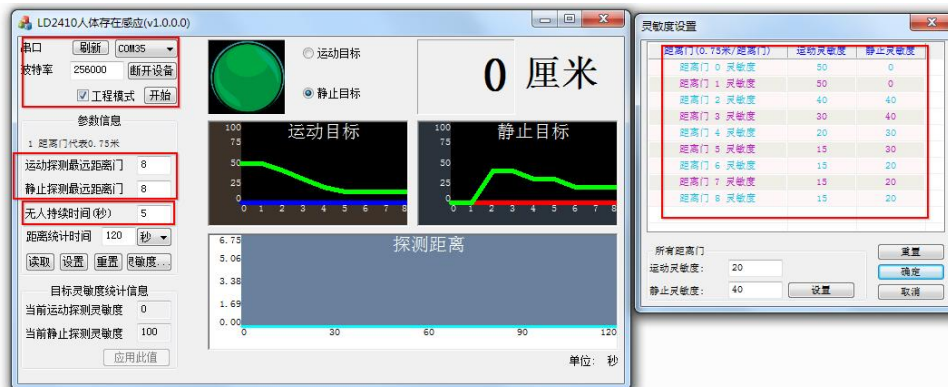 LD2410人体存在感应(v1.0.0.0)
串口 刷新 COM35
波特率 256000 断开设备
工程模式 开始
参数信息
1 距离门代表0.75米
运动探测最远距离门 8
静止探测最远距离门 8
无人持续时间(秒) 5
距离统计时间 120 秒
读取 设置 重置 灵敏度...
目标灵敏度统计信息
当前运动探测灵敏度 0
当前静止探测灵敏度 100
应用此值
运动目标
静止目标
0 厘米
运动目标
100
75
50
25
0
0 1 2 3 4 5 6 7 8
静止目标
100
75
50
25
0
0 1 2 3 4 5 6 7 8
探测距离
6.75
5.06
3.38
1.69
0.00
0 30 60 90 120
单位: 秒
灵敏度设置
距离门(0.75米/距离门) 运动灵敏度 静止灵敏度
距离门 0 灵敏度 50 0
距离门 1 灵敏度 50 0
距离门 2 灵敏度 40 40
距离门 3 灵敏度 30 40
距离门 4 灵敏度 20 30
距离门 5 灵敏度 15 30
距离门 6 灵敏度 15 20
距离门 7 灵敏度 15 20
距离门 8 灵敏度 15 20
所有距离门
运动灵敏度: 20
静止灵敏度: 40
设置
重置
确定
取消